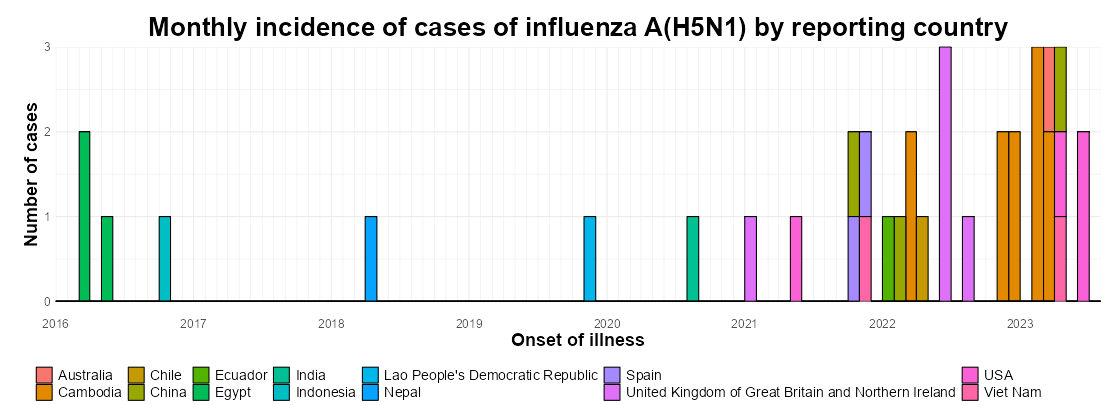 Monthly incidence of cases of influenza A(H5N1) by reporting country
Number of cases
3
2
1
0
2016 2017 2018 2019 2020 2021 2022 2023
Onset of illness
Australia Chile Ecuador India Lao People's Democratic Republic Spain USA
Cambodia China Egypt Indonesia Nepal United Kingdom of Great Britain and Northern Ireland Viet Nam